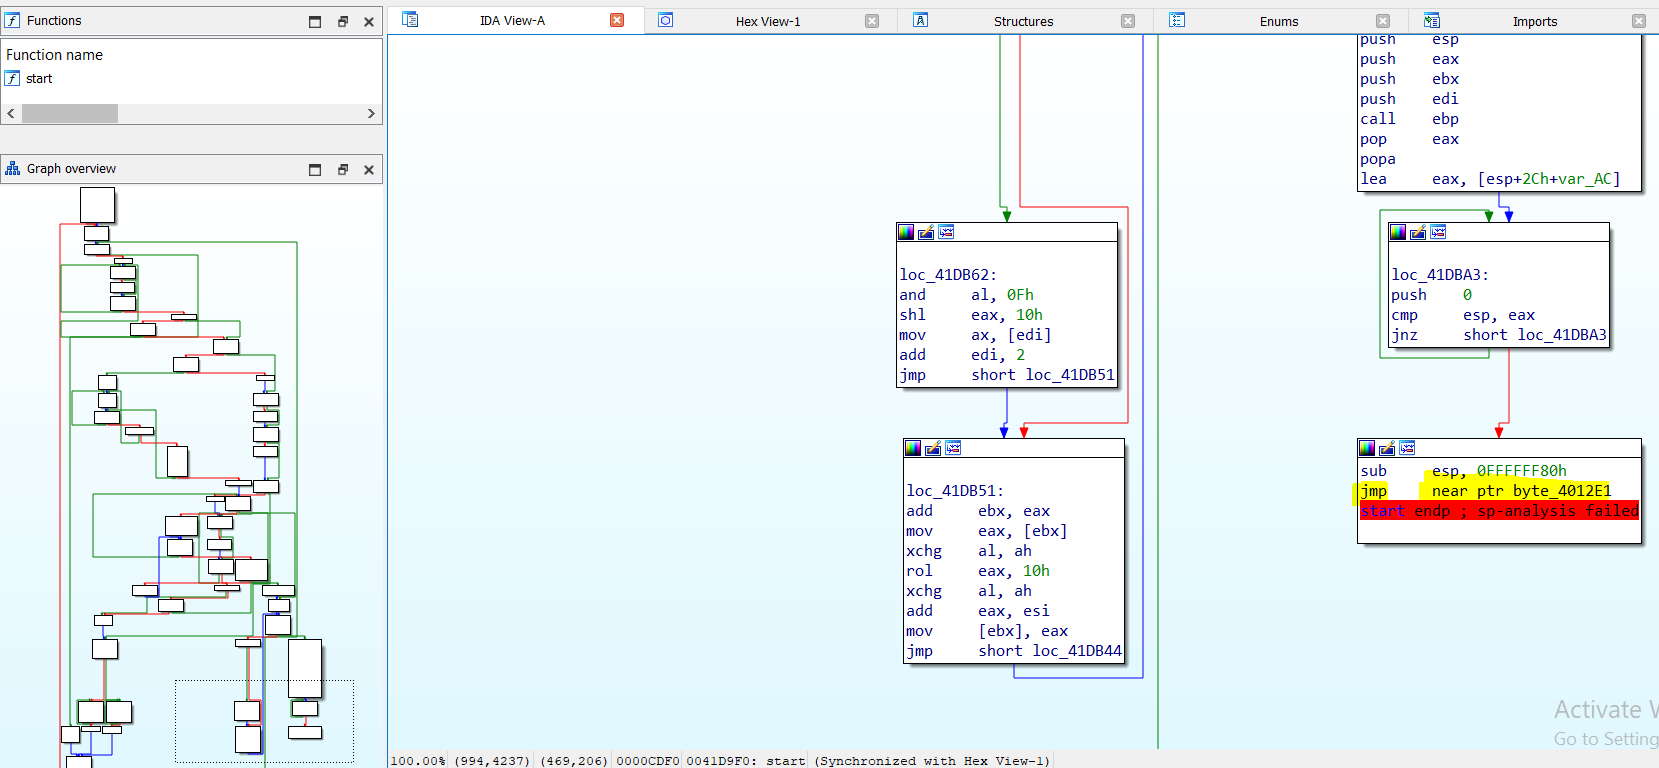 Functions
Function name
start
Graph overview
IDA View-A
Hex View-1
Structures
Enums
Imports
push esp
push eax
push ebx
push edi
call ebp
pop eax
popa
lea eax, [esp+2Ch+var_AC]
loc_41DB62:
and al, 0Fh
shl eax, 10h
mov ax, [edi]
add edi, 2
jmp short loc_41DB51
loc_41DBA3:
push 0
cmp esp, eax
jnz short loc_41DBA3
loc_41DB51:
add ebx, eax
mov eax, [ebx]
xchg al, ah
rol eax, 10h
xchg al, ah
add eax, esi
mov [ebx], eax
jmp short loc_41DB44
sub esp, 0FFFFFF80h
jmp near ptr byte_4012E1
start endp ; sp-analysis failed
Activate W
Go to Setting
100.00% (994,4237) (469,206) 0000CDF0 0041D9F0: start (Synchronized with Hex View-1)